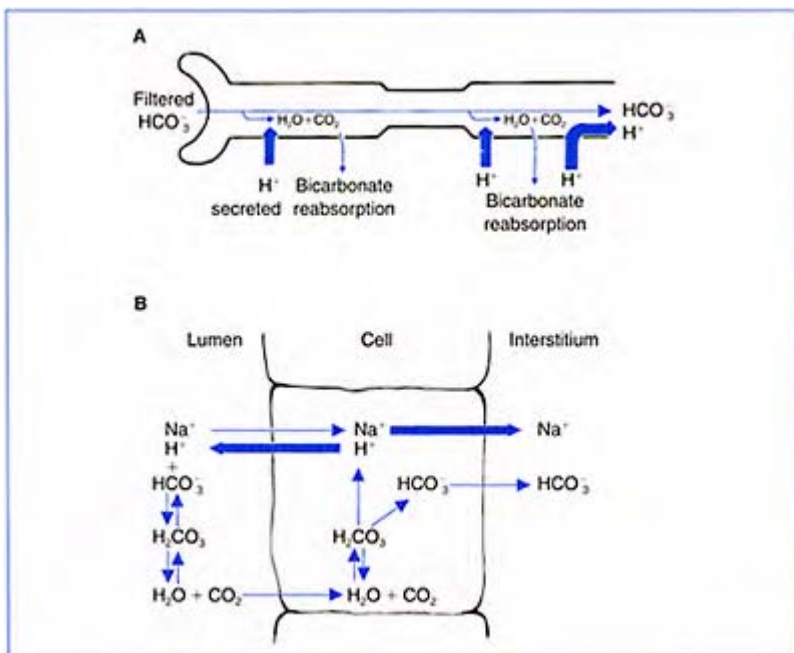 A
Filtered
HCO₃⁻
H₂O + CO₂
H₂O + CO₂
HCO₃⁻
H⁺
H⁺
secreted
Bicarbonate
reabsorption
H⁺
H⁺
Bicarbonate
reabsorption
B
Lumen Cell Interstitium
Na⁺ Na⁺ Na⁺
H⁺ H⁺
+
HCO₃⁻ HCO₃⁻ HCO₃⁻
H₂CO₃ H₂CO₃
H₂O + CO₂ H₂O + CO₂